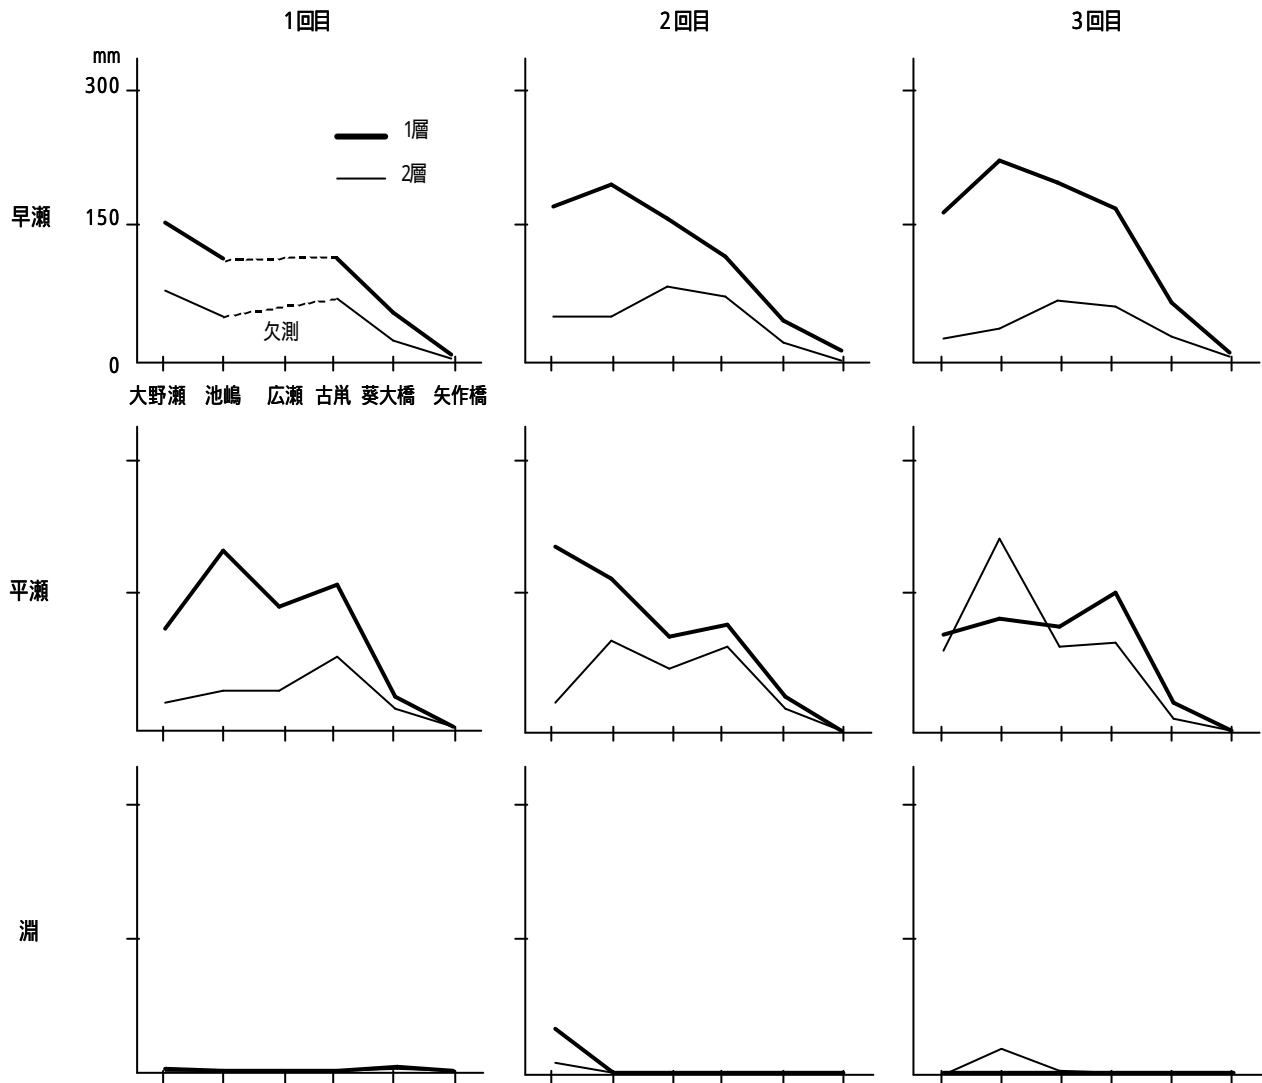 1回目 2回目 3回目
mm
300
1層
2層
早瀬
150
欠測
0
大野瀬 池嶋 広瀬 古鼡 葵大橋 矢作橋
平瀬
淵